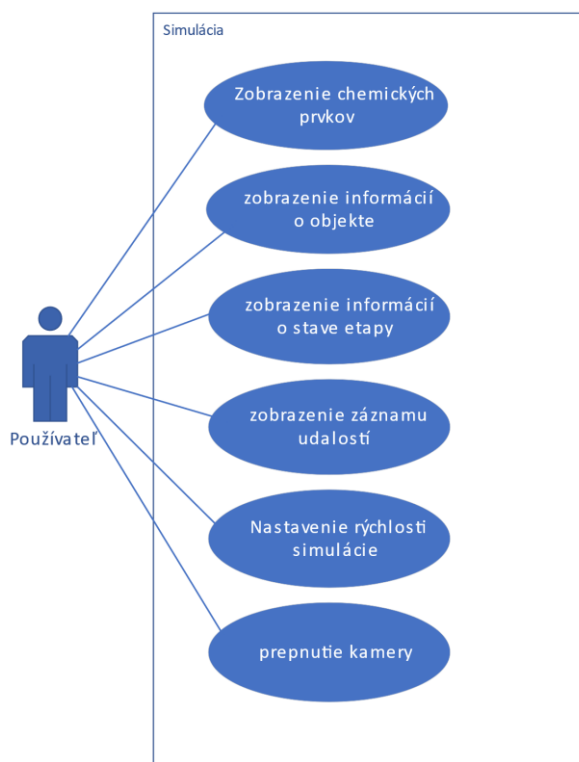 Simulácia
Zobrazenie chemických
prvkov
zobrazenie informácií
o objekte
zobrazenie informácií
o stave etapy
Používateľ
zobrazenie záznamu
udalostí
Nastavenie rýchlostí
simulácie
prepnutie kamery